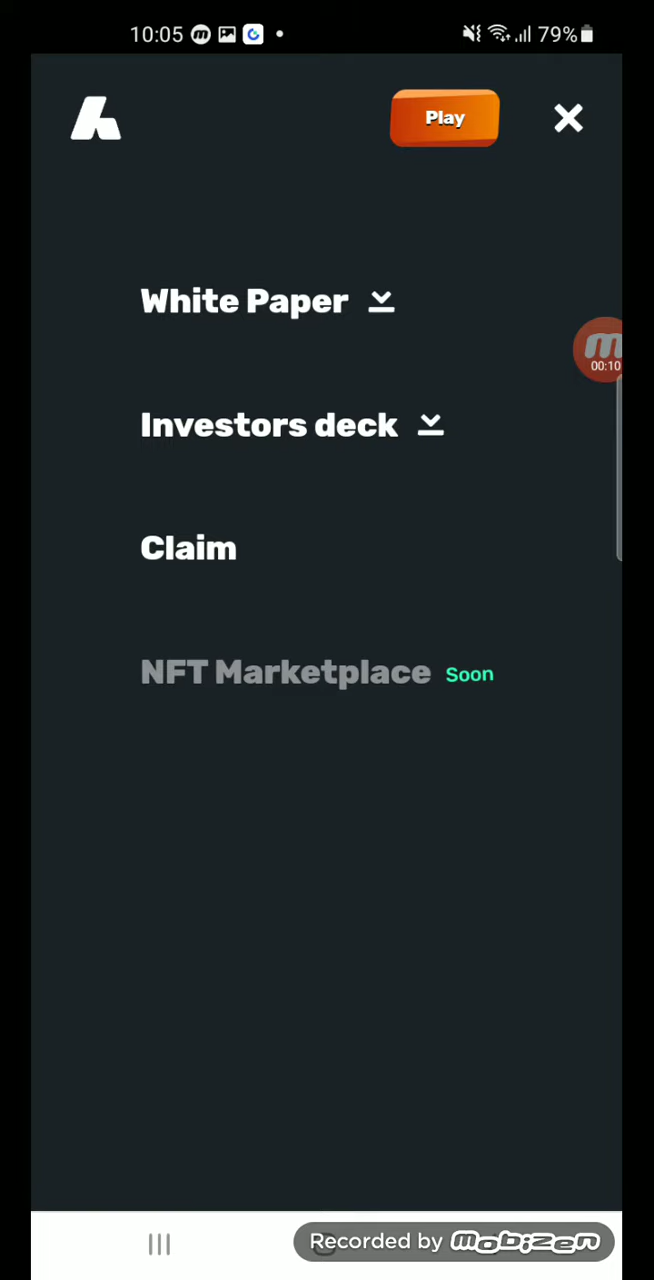 10:05 79%
Play
White Paper
00:10
Investors deck
Claim
NFT Marketplace Soon
Recorded by mobizen